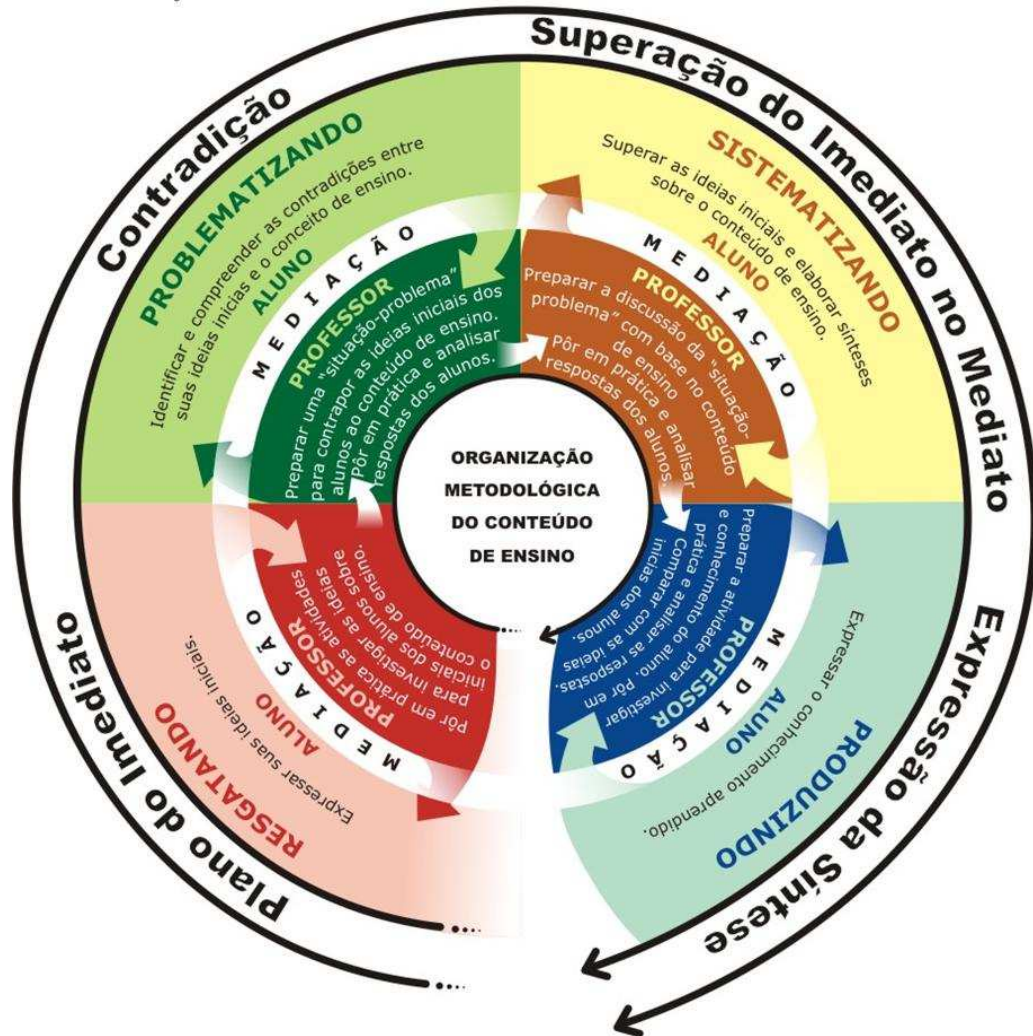 Contradição
Superação do Imediato no Mediato
Expressão da Síntese
Plano do Imediato
PROBLEMATIZANDO
Identificar e compreender as contradições entre
suas ideias inicias e o conceito de ensino.
ALUNO
MEDIAÇÃO
PROFESSOR
Preparar uma "situação-problema"
para contrapor as ideias iniciais dos
alunos ao conteúdo de ensino.
Pôr em prática e analisar
respostas dos alunos.
SISTEMATIZANDO
Superar as ideias iniciais e elaborar sínteses
sobre o conteúdo de ensino.
ALUNO
MEDIAÇÃO
PROFESSOR
Preparar a discussão da "situação-
problema" com base no conteúdo
de ensino
Pôr em prática e analisar
respostas dos alunos.
ORGANIZAÇÃO
METODOLÓGICA
DO CONTEÚDO
DE ENSINO
RESGATANDO
ALUNO
Expressar suas ideias iniciais.
MEDIAÇÃO
PROFESSOR
Pôr em prática as atividades
para investigar as ideias
iniciais dos alunos sobre
o conteúdo de ensino.
PRODUZINDO
ALUNO
Expressar o conhecimento aprendido.
MEDIAÇÃO
PROFESSOR
Preparar a atividade para investigar
e conhecimento do aluno. Pôr em
prática e analisar as respostas.
Comparar com as ideias
inicias dos alunos.